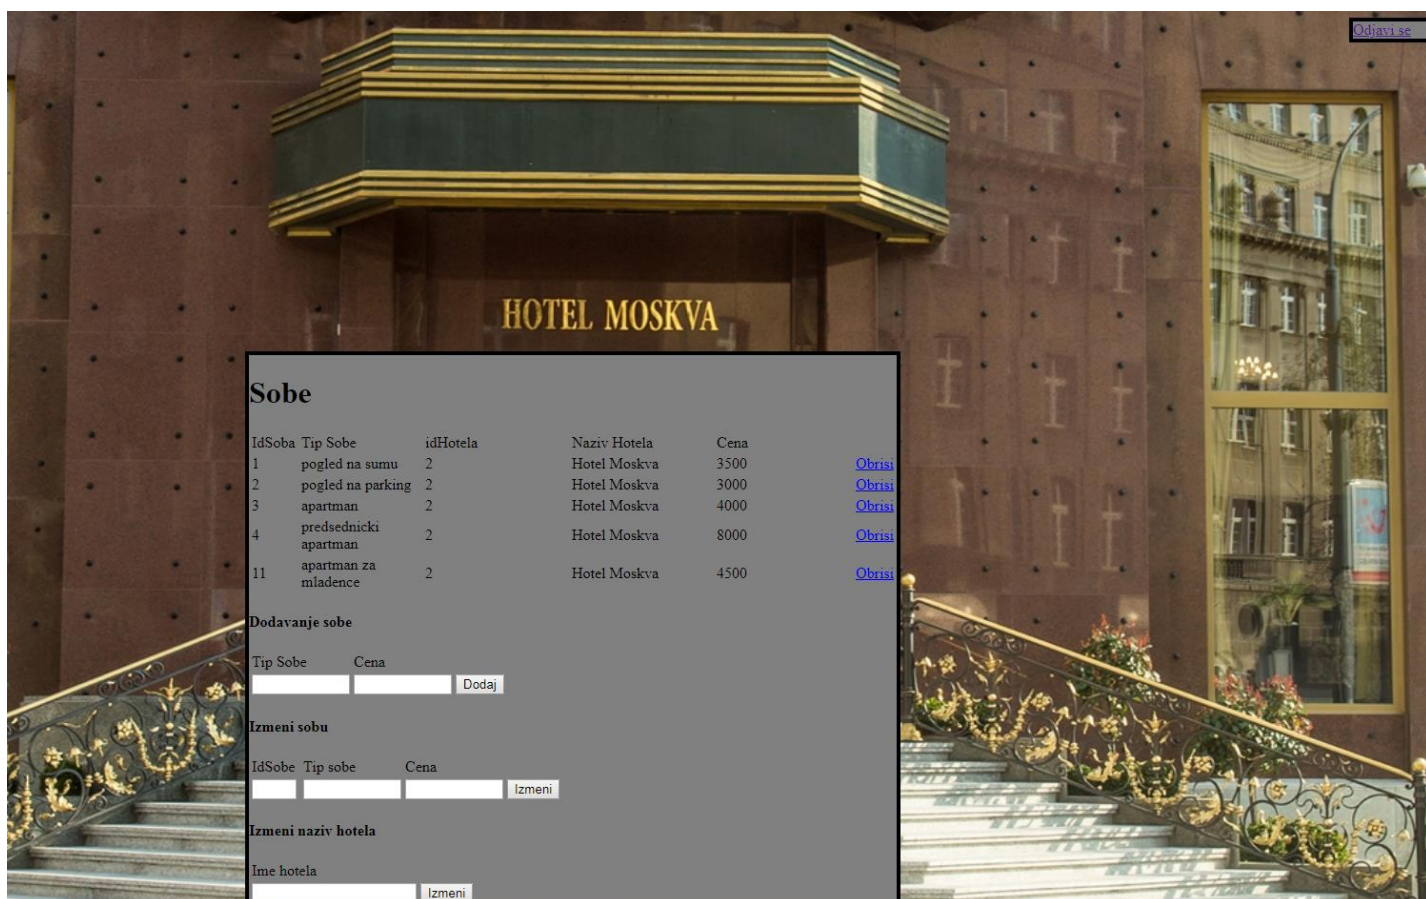 Odjavi se
HOTEL MOSKVA
Sobe
IdSoba Tip Sobe idHotela Naziv Hotela Cena
1 pogled na sumu 2 Hotel Moskva 3500 Obrisi
2 pogled na parking 2 Hotel Moskva 3000 Obrisi
3 apartman 2 Hotel Moskva 4000 Obrisi
4 predsednicki apartman 2 Hotel Moskva 8000 Obrisi
11 apartman za mladence 2 Hotel Moskva 4500 Obrisi
Dodavanje sobe
Tip Sobe Cena
Dodaj
Izmeni sobu
IdSobe Tip sobe Cena
Izmeni
Izmeni naziv hotela
Ime hotela
Izmeni